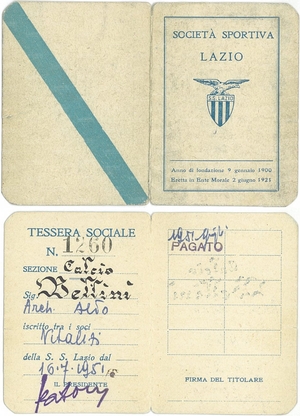 SOCIETÀ SPORTIVA
LAZIO
S.S. LAZIO
Anno di fondazione 9 gennaio 1900
Eretta in Ente Morale 2 giugno 1921
TESSERA SOCIALE
N. 1260
SEZIONE Calcio
Sig. Bellini
Arch. Aldo
iscritto tra i soci
Vitalizi
della S. S. Lazio dal
16.7.1951
IL PRESIDENTE
PAGATO
FIRMA DEL TITOLARE